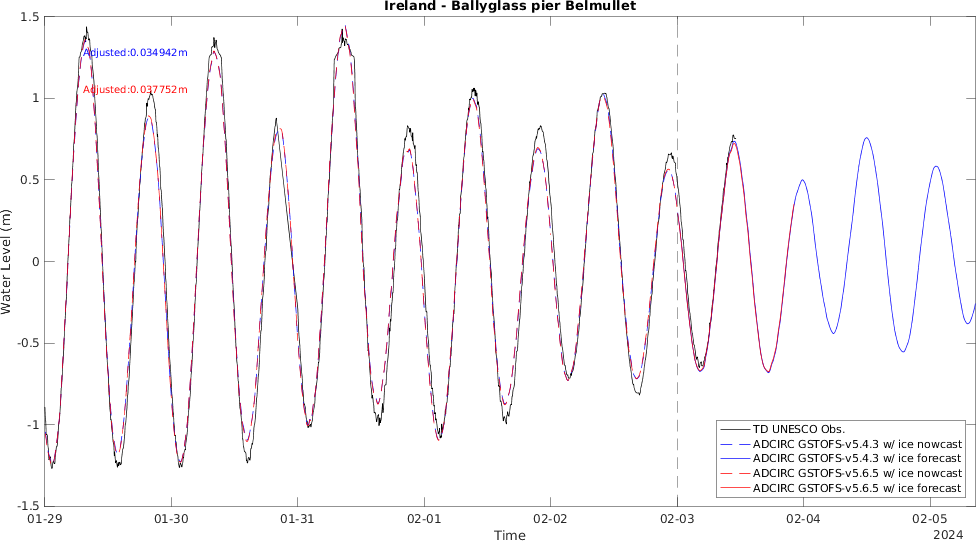 Ireland - Ballyglass pier Belmullet
1.5
Adjusted:0.034942m
1
Adjusted:0.037752m
0.5
0
-0.5
-1
-1.5
Water Level (m)
TD UNESCO Obs.
ADCIRC GSTOFS-v5.4.3 w/ ice nowcast
ADCIRC GSTOFS-v5.4.3 w/ ice forecast
ADCIRC GSTOFS-v5.6.5 w/ ice nowcast
ADCIRC GSTOFS-v5.6.5 w/ ice forecast
01-29 01-30 01-31 02-01 02-02 02-03 02-04 02-05
Time
2024